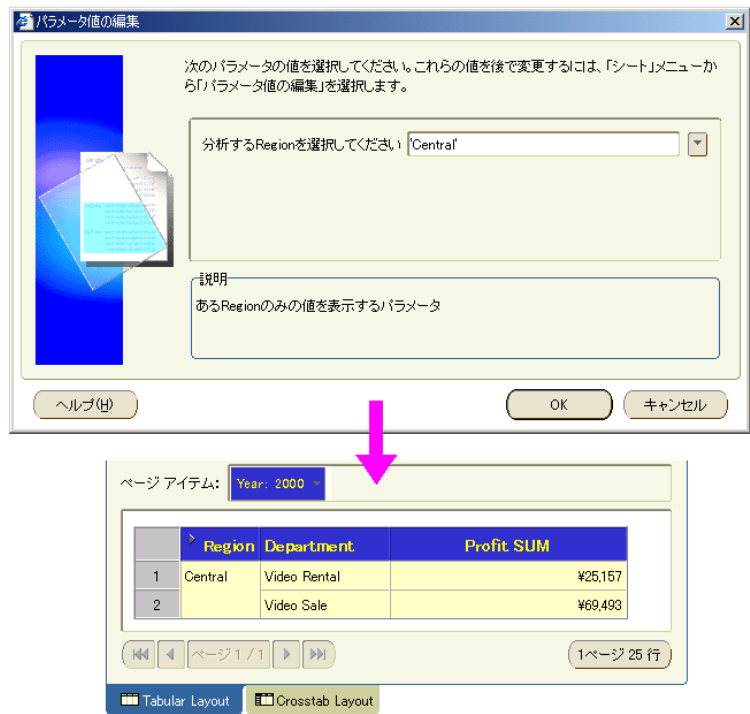 パラメータ値の編集
次のパラメータの値を選択してください。これらの値を後で変更するには、「シート」メニューか
ら「パラメータ値の編集」を選択します。
分析するRegionを選択してください 'Central'
説明
あるRegionのみの値を表示するパラメータ
ヘルプ(H) OK キャンセル
ページ アイテム: Year: 2000
Region Department Profit SUM
1 Central Video Rental ¥25,157
2 Video Sale ¥69,493
ページ 1 / 1 1ページ 25 行
Tabular Layout Crosstab Layout